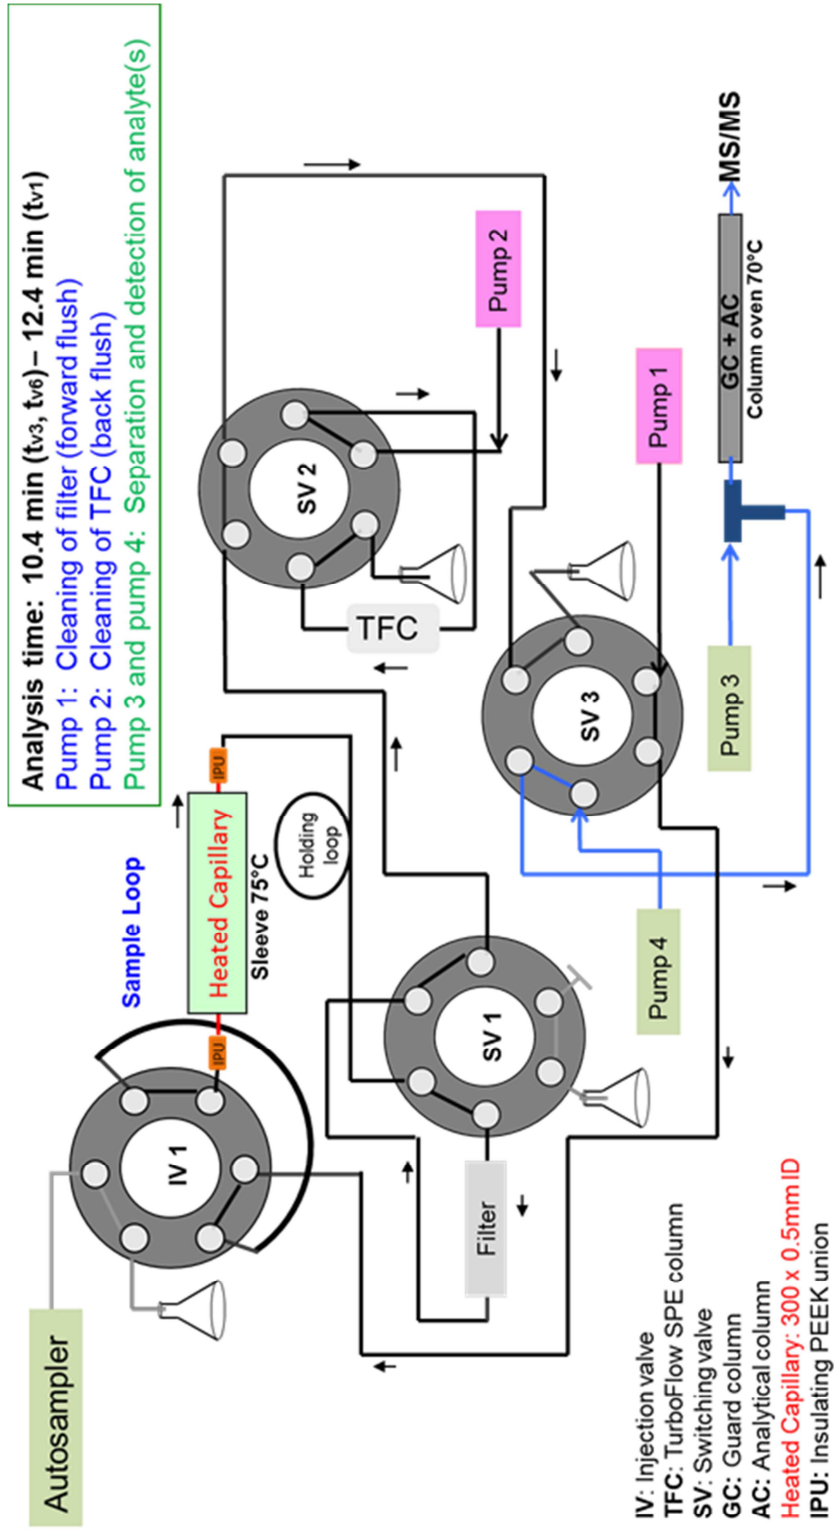 Analysis time: 10.4 min (tv3, tv6)– 12.4 min (tv1)
Pump 1: Cleaning of filter (forward flush)
Pump 2: Cleaning of TFC (back flush)
Pump 3 and pump 4: Separation and detection of analyte(s)
Sample Loop
IPU
Heated Capillary
IPU
Sleeve 75°C
Holding
loop
Autosampler
IV 1
SV 2
TFC
Pump 2
Filter
SV 1
SV 3
Pump 4
Pump 1
Pump 3
GC + AC
MS/MS
Column oven 70°C
IV: Injection valve
TFC: TurboFlow SPE column
SV: Switching valve
GC: Guard column
AC: Analytical column
Heated Capillary: 300 x 0.5mm ID
IPU: Insulating PEEK union